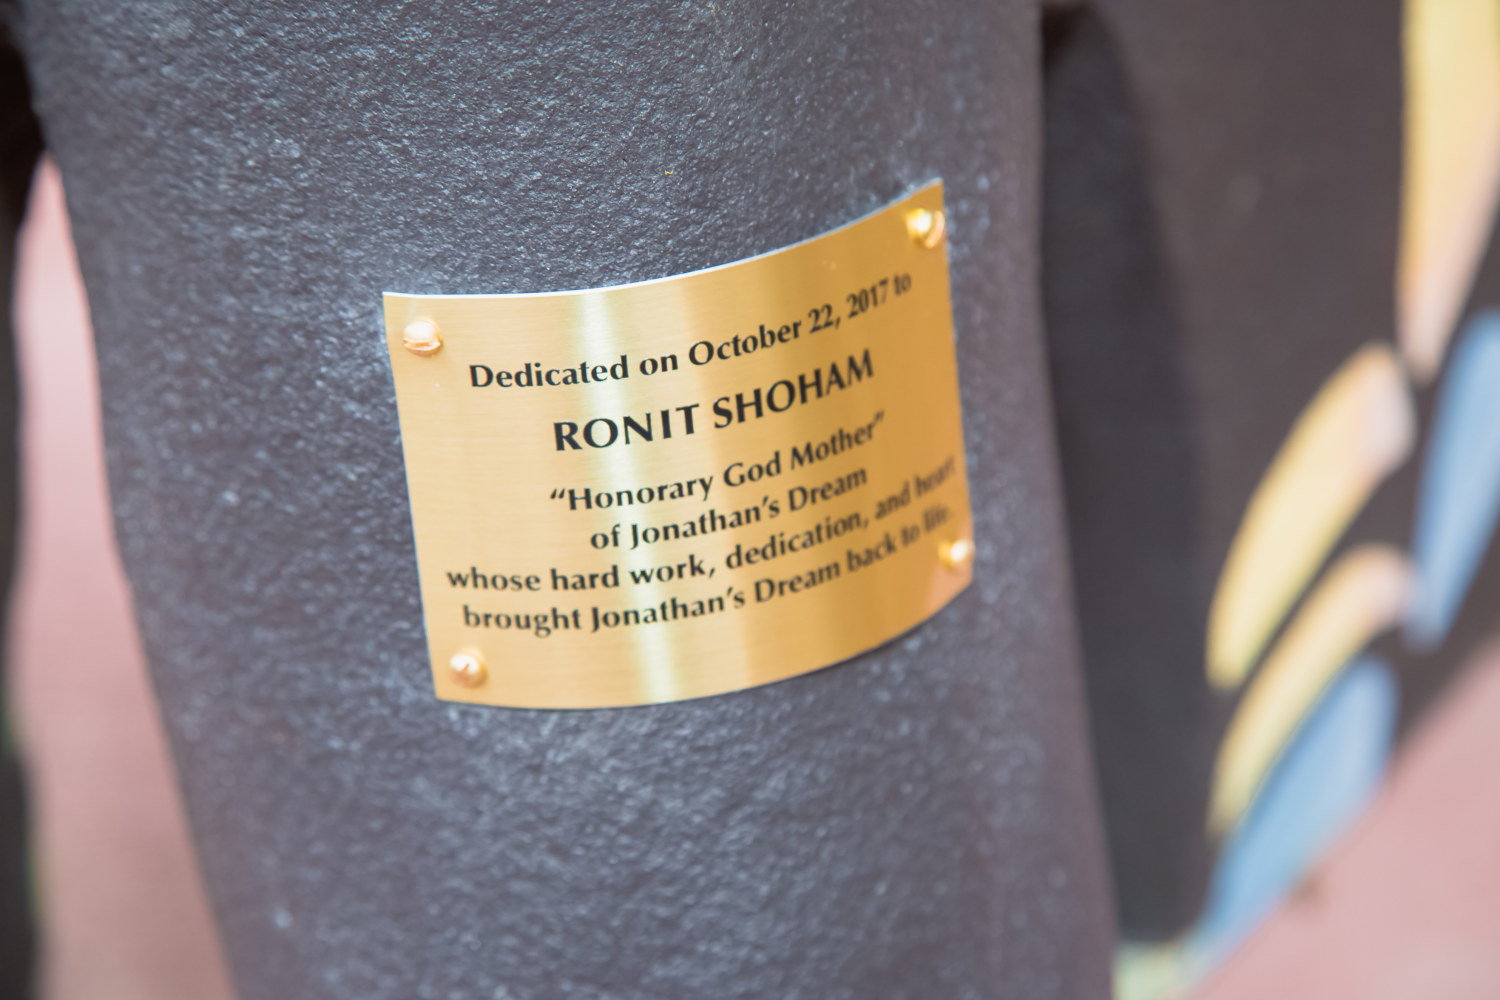 Dedicated on October 22, 2017 to
RONIT SHOHAM
“Honorary God Mother”
of Jonathan’s Dream
whose hard work, dedication, and heart
brought Jonathan’s Dream back to life.